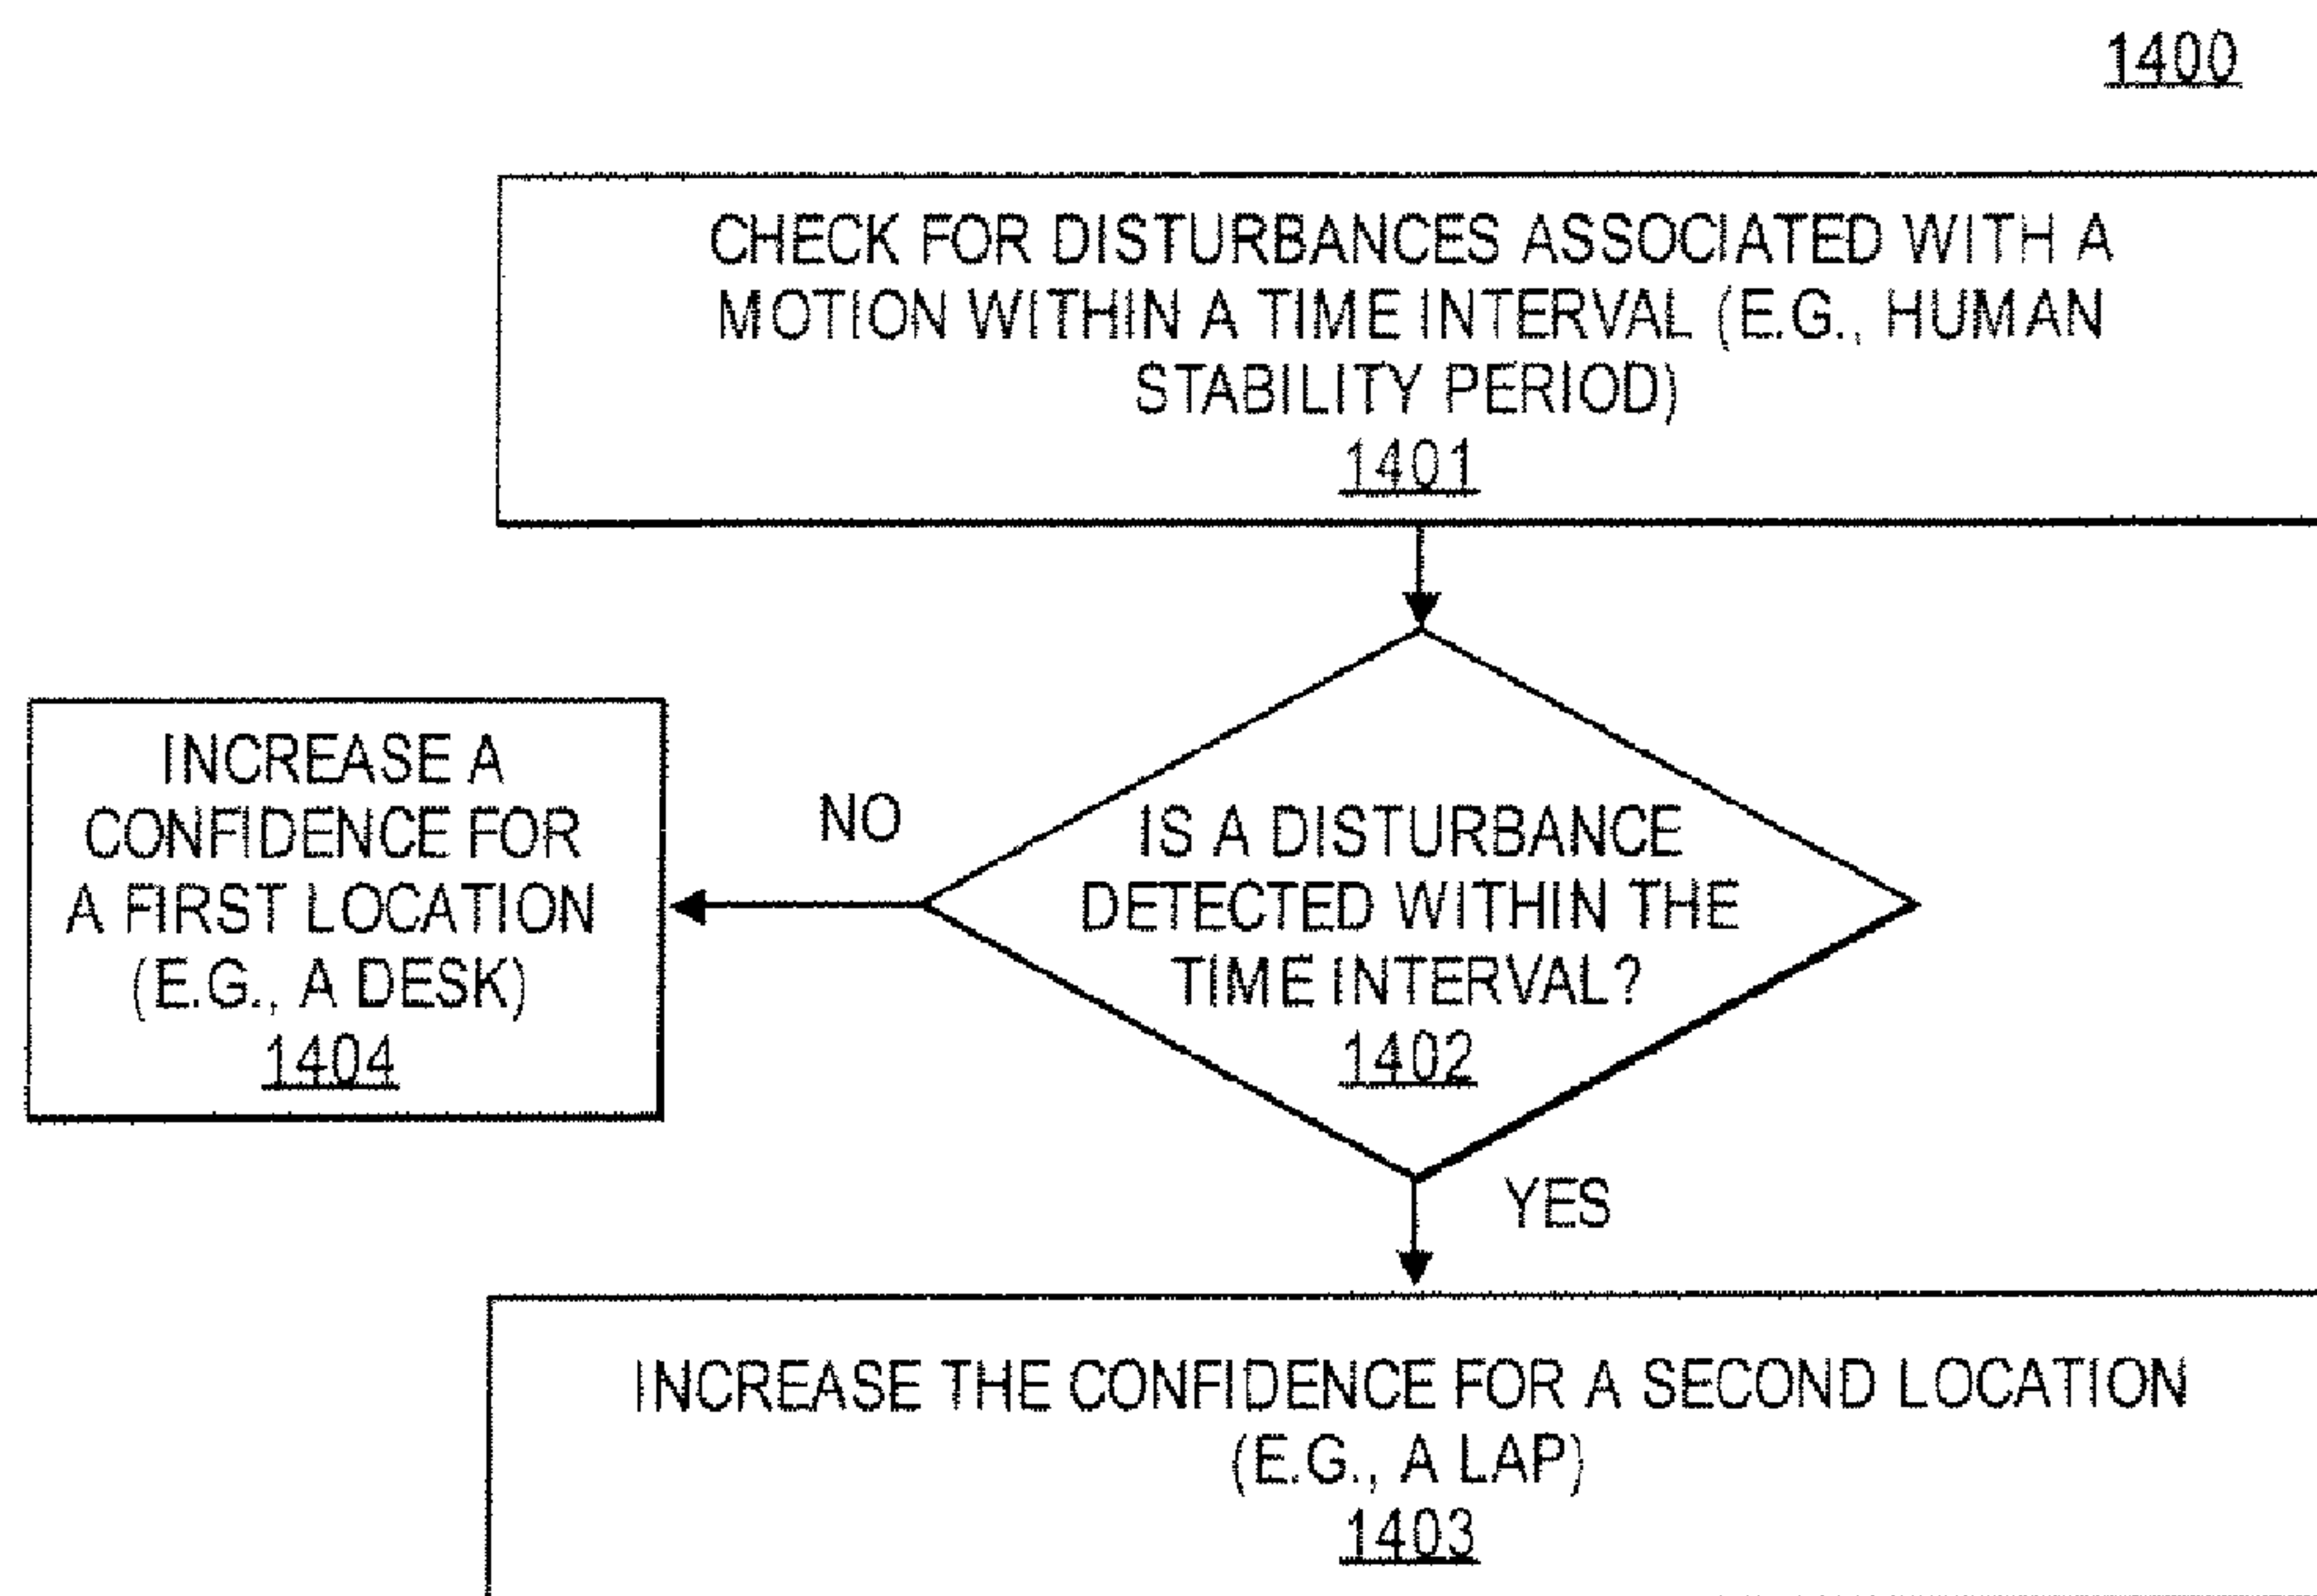 1400
CHECK FOR DISTURBANCES ASSOCIATED WITH A
MOTION WITHIN A TIME INTERVAL (E.G., HUMAN
STABILITY PERIOD)
1401
IS A DISTURBANCE
DETECTED WITHIN THE
TIME INTERVAL?
1402
NO
INCREASE A
CONFIDENCE FOR
A FIRST LOCATION
(E.G., A DESK)
1404
YES
INCREASE THE CONFIDENCE FOR A SECOND LOCATION
(E.G., A LAP)
1403